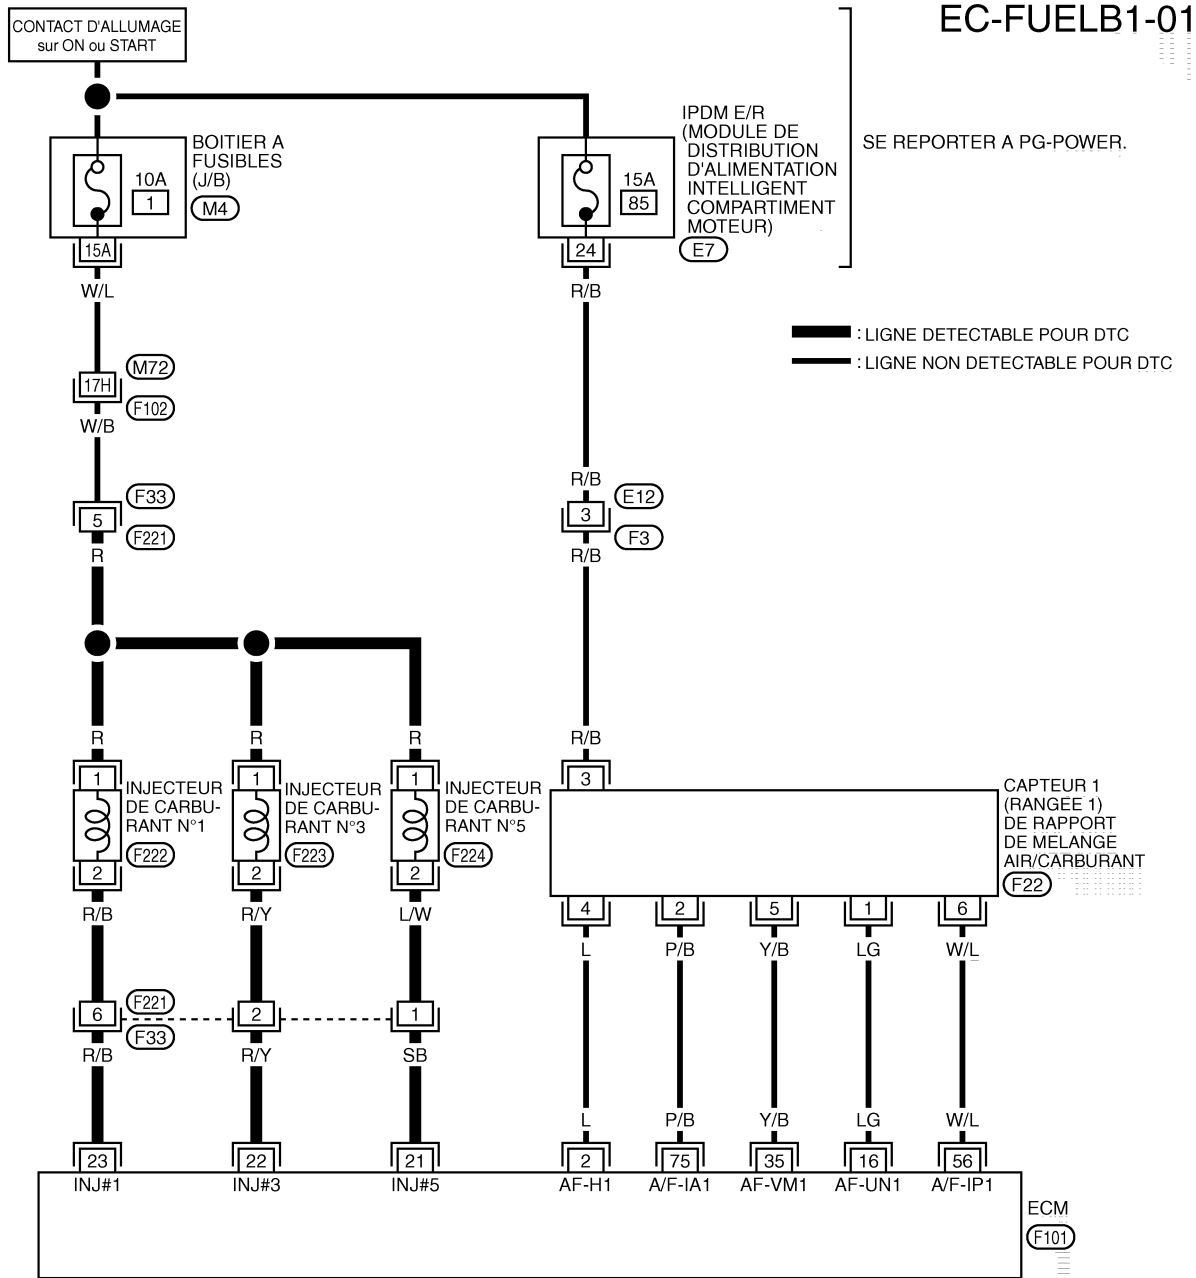 EC-FUELB1-01
CONTACT D'ALLUMAGE
sur ON ou START
BOITIER A
FUSIBLES
(J/B)
M4
10A
1
15A
IPDM E/R
(MODULE DE
DISTRIBUTION
D'ALIMENTATION
INTELLIGENT
COMPARTIMENT
MOTEUR)
E7
15A
85
24
SE REPORTER A PG-POWER.
W/L
R/B
: LIGNE DETECTABLE POUR DTC
: LIGNE NON DETECTABLE POUR DTC
M72
17H
F102
W/B
R/B
F33
5
F221
R
E12
3
F3
R/B
R
R
R
R/B
1
1
1
3
INJECTEUR
DE CARBU-
RANT N°1
F222
INJECTEUR
DE CARBU-
RANT N°3
F223
INJECTEUR
DE CARBU-
RANT N°5
F224
CAPTEUR 1
(RANGEE 1)
DE RAPPORT
DE MELANGE
AIR/CARBURANT
F22
2
2
2
4
2
5
1
6
R/B
R/Y
L/W
L
P/B
Y/B
LG
W/L
F221
6
2
1
F33
R/B
R/Y
SB
L
P/B
Y/B
LG
W/L
23
22
21
2
75
35
16
56
INJ#1
INJ#3
INJ#5
AF-H1
A/F-IA1
AF-VM1
AF-UN1
A/F-IP1
ECM
F101